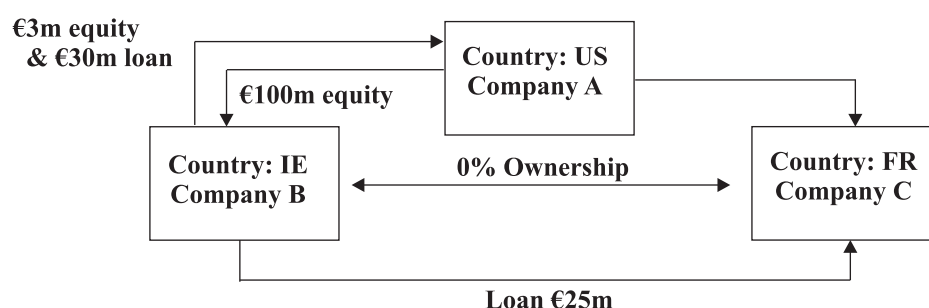 €3m equity
& €30m loan
Country: US
Company A
€100m equity
Country: IE
Company B
0% Ownership
Country: FR
Company C
Loan €25m